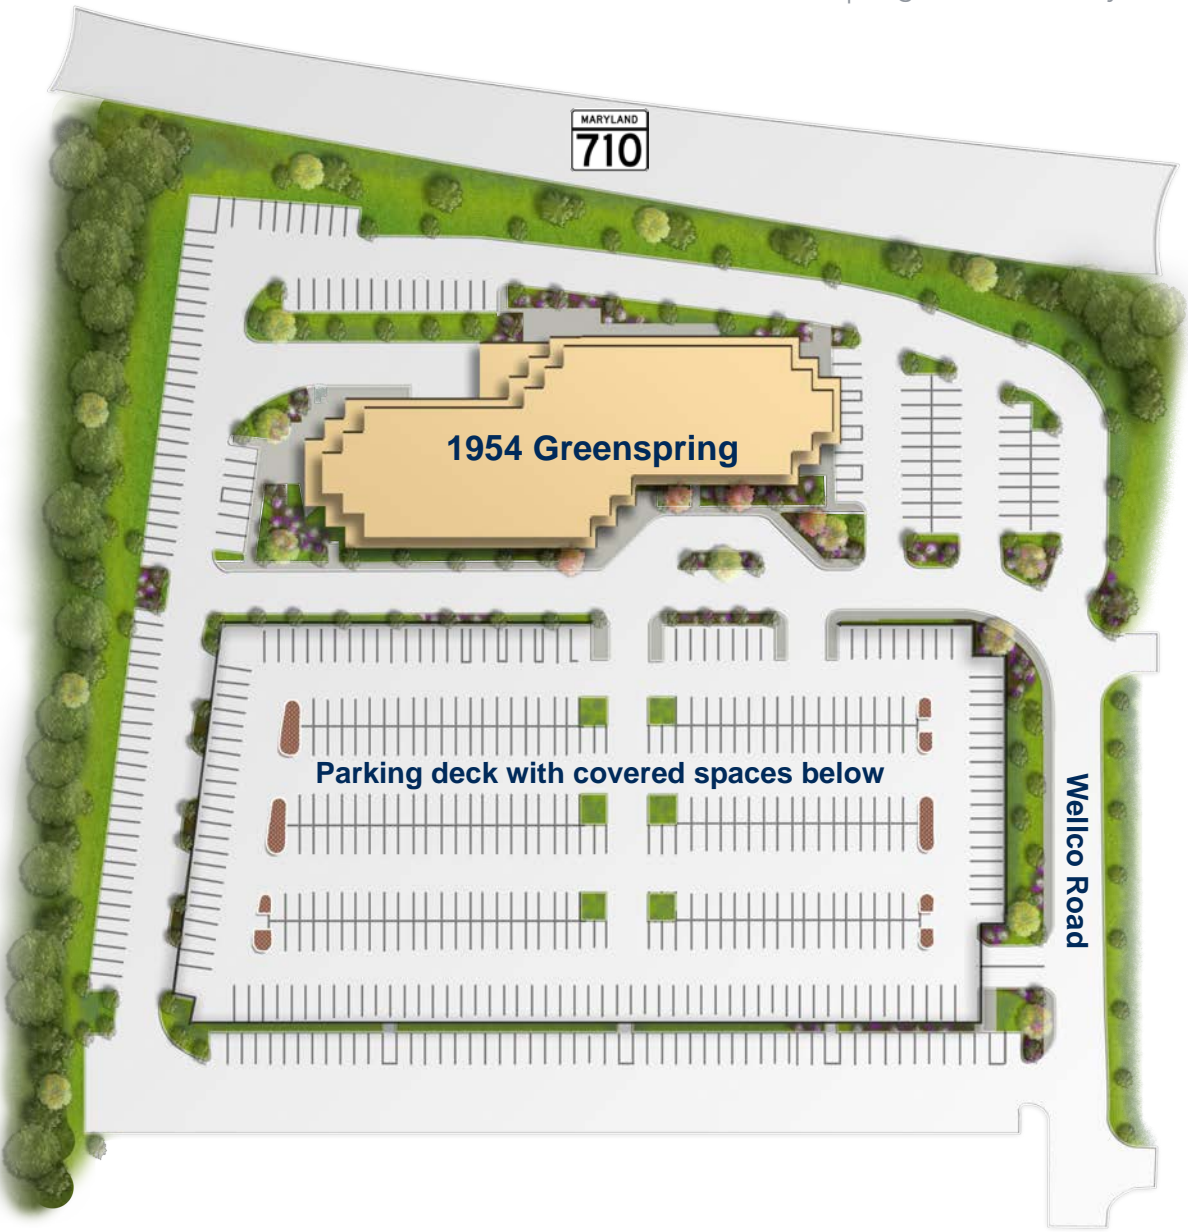 MARYLAND
710
1954 Greenspring
Parking deck with covered spaces below
Wellco Road